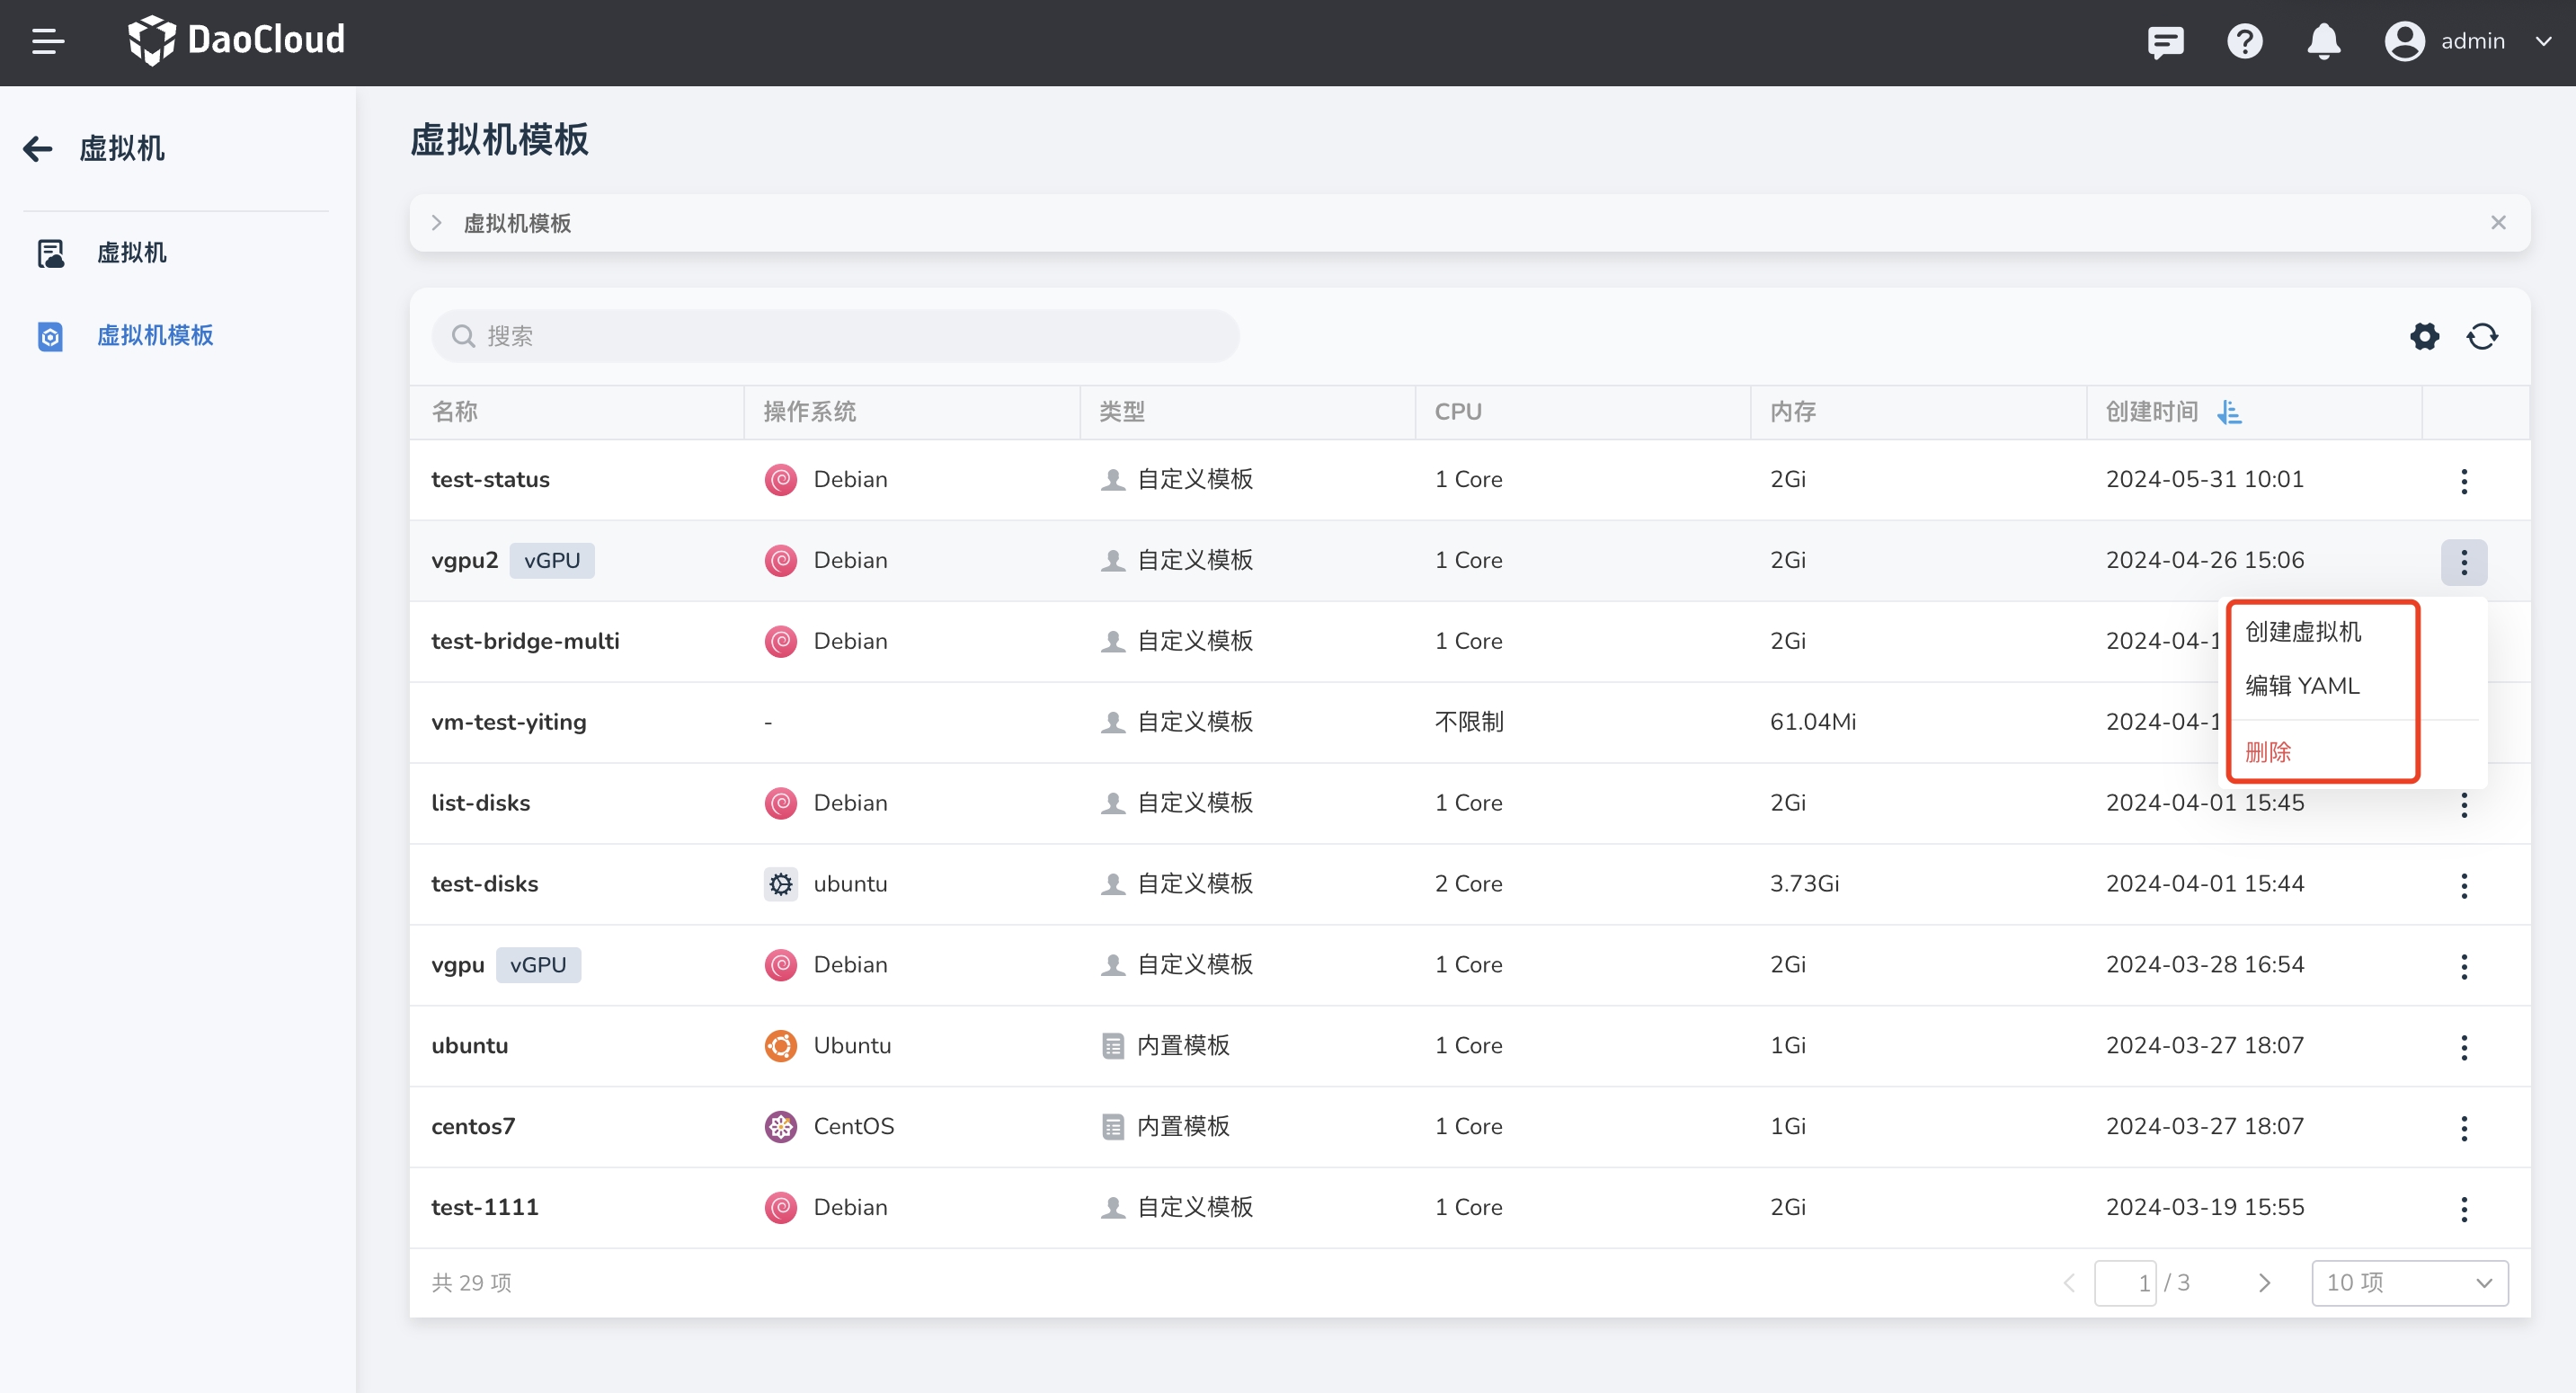 DaoCloud
admin
虚拟机
虚拟机
虚拟机模板
虚拟机模板
虚拟机模板
搜索
名称 操作系统 类型 CPU 内存 创建时间
test-status Debian 自定义模板 1 Core 2Gi 2024-05-31 10:01
vgpu2 vGPU Debian 自定义模板 1 Core 2Gi 2024-04-26 15:06
创建虚拟机
编辑 YAML
删除
test-bridge-multi Debian 自定义模板 1 Core 2Gi 2024-04-1
vm-test-yiting - 自定义模板 不限制 61.04Mi 2024-04-1
list-disks Debian 自定义模板 1 Core 2Gi 2024-04-01 15:45
test-disks ubuntu 自定义模板 2 Core 3.73Gi 2024-04-01 15:44
vgpu vGPU Debian 自定义模板 1 Core 2Gi 2024-03-28 16:54
ubuntu Ubuntu 内置模板 1 Core 1Gi 2024-03-27 18:07
centos7 CentOS 内置模板 1 Core 1Gi 2024-03-27 18:07
test-1111 Debian 自定义模板 1 Core 2Gi 2024-03-19 15:55
共 29 项 1 / 3 10 项